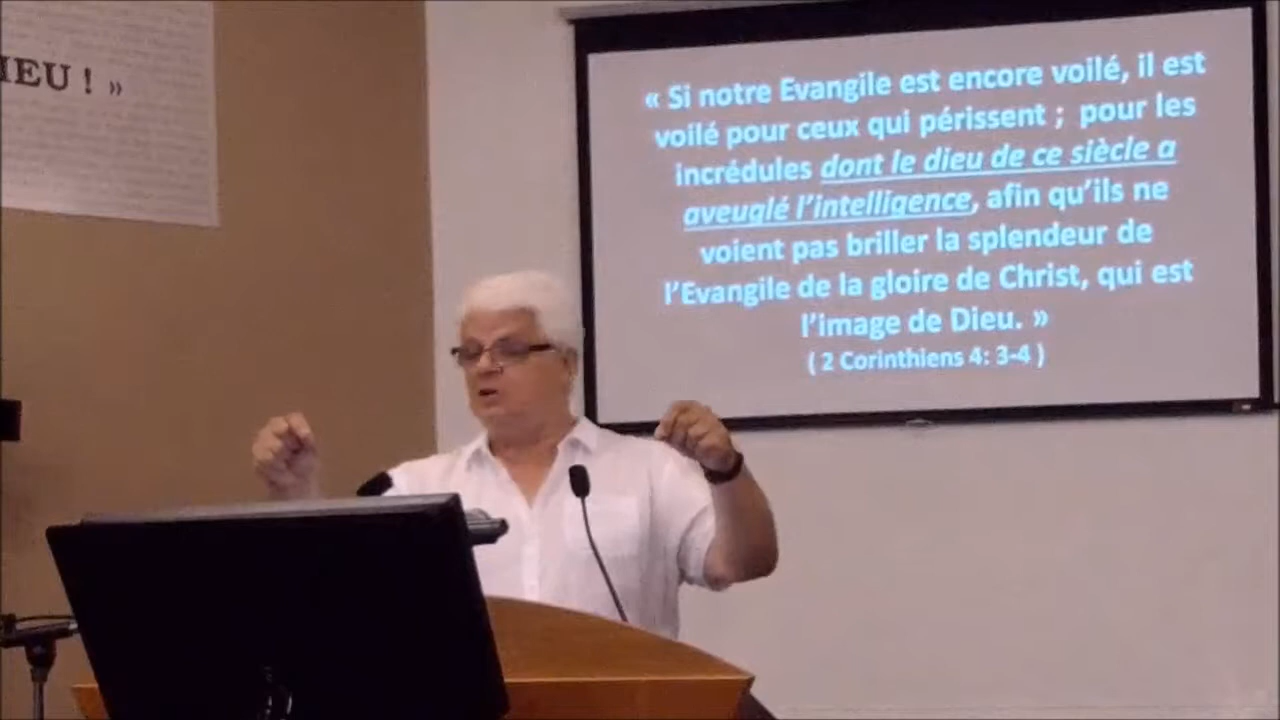 IEU ! »
« Si notre Evangile est encore voilé, il est
voilé pour ceux qui périssent ; pour les
incrédules dont le dieu de ce siècle a
aveuglé l'intelligence, afin qu'ils ne
voient pas briller la splendeur de
l'Evangile de la gloire de Christ, qui est
l'image de Dieu. »
( 2 Corinthiens 4: 3-4 )